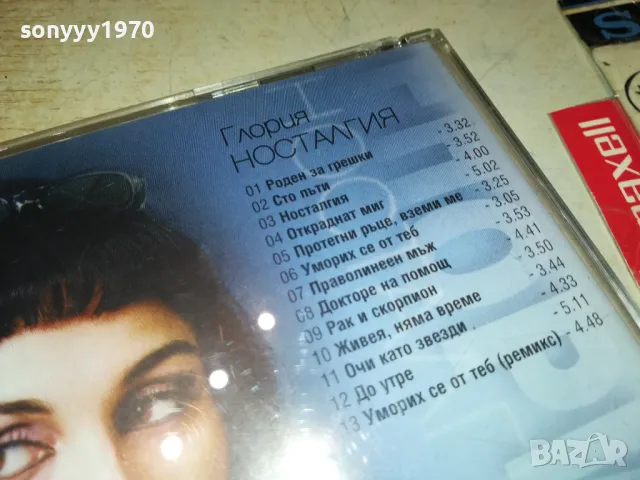 sonyyy1970
Глория
НОСТАЛГИЯ
01 Роден за грешки - 3.32
02 Сто пъти - 3.52
03 Носталгия - 4.00
04 Откраднат миг - 5.02
05 Протегни ръце, вземи ме - 3.25
06 Уморих се от теб - 3.05
07 Праволинеен мъж - 3.53
08 Докторе на помощ - 4.41
09 Рак и скорпион - 3.50
10 Живея, няма време - 3.44
11 Очи като звезди - 4.33
12 До утре - 5.11
13 Уморих се от теб (ремикс) - 4.48
BAZAR